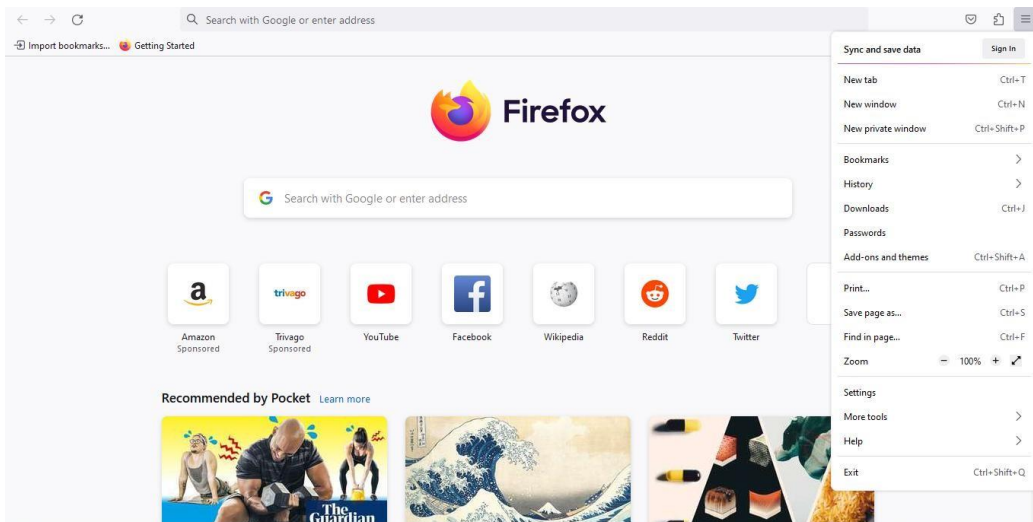 Search with Google or enter address
Import bookmarks... Getting Started
Sync and save data Sign In
New tab Ctrl+T
New window Ctrl+N
New private window Ctrl+Shift+P
Bookmarks
History
Downloads Ctrl+J
Passwords
Add-ons and themes Ctrl+Shift+A
Print... Ctrl+P
Save page as... Ctrl+S
Find in page... Ctrl+F
Zoom − 100% +
Settings
More tools
Help
Exit Ctrl+Shift+Q
Firefox
Search with Google or enter address
a
trivago
Amazon
Sponsored
Trivago
Sponsored
YouTube
Facebook
Wikipedia
Reddit
Twitter
Recommended by Pocket Learn more
The
Guardian